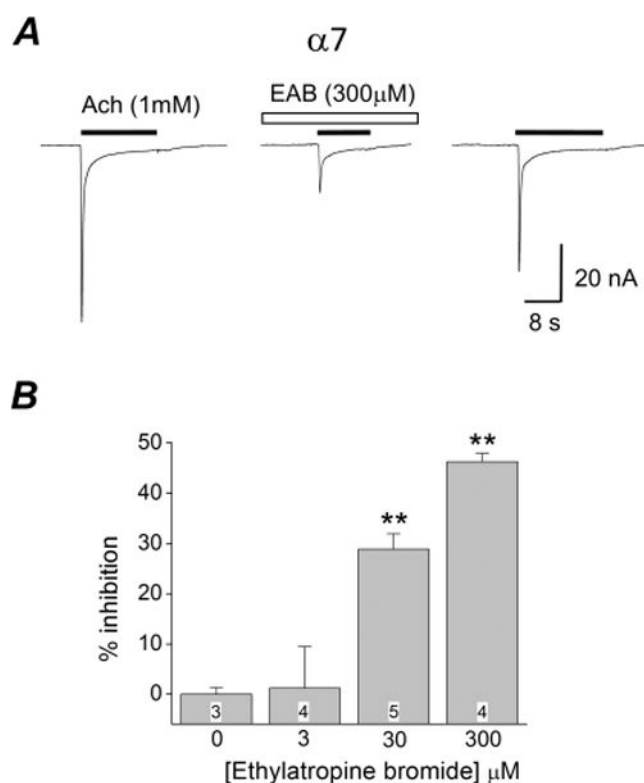 A
α7
Ach (1mM)
EAB (300μM)
20 nA
8 s
B
50
40
30
20
10
0
% inhibition
**
**
3
4
5
4
0
3
30
300
[Ethylatropine bromide] μM